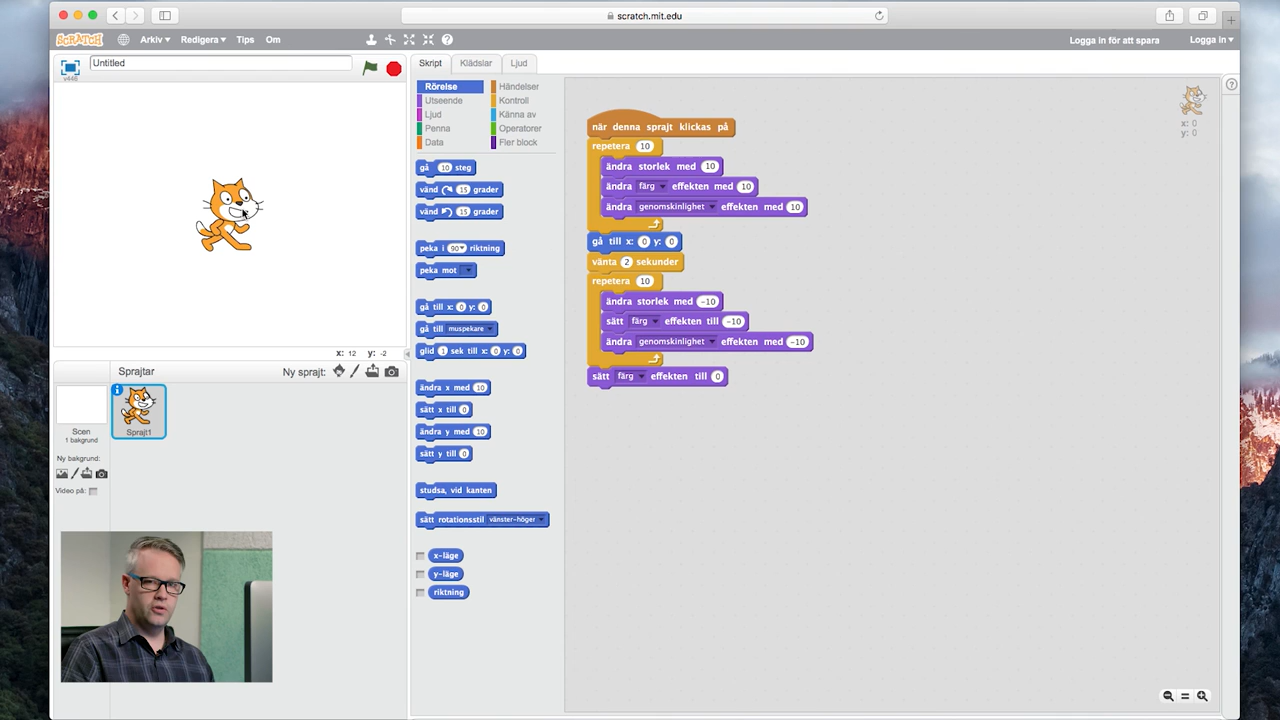 scratch.mit.edu
SCRATCH Arkiv Redigera Tips Om
Logga in för att spara Logga in
v446
Untitled
Skript Klädslar Ljud
Rörelse Händelser
Utseende Kontroll
Ljud Känna av
Penna Operatorer
Data Fler block
gå 10 steg
vänd 15 grader
vänd 15 grader
peka i 90 riktning
peka mot
gå till x: 0 y: 0
gå till muspekare
glid 1 sek till x: 0 y: 0
ändra x med 10
sätt x till 0
ändra y med 10
sätt y till 0
studsa, vid kanten
sätt rotationsstil vänster-höger
x-läge
y-läge
riktning
när denna sprajt klickas på
repetera 10
ändra storlek med 10
ändra färg effekten med 10
ändra genomskinlighet effekten med 10
gå till x: 0 y: 0
vänta 2 sekunder
repetera 10
ändra storlek med -10
sätt färg effekten till -10
ändra genomskinlighet effekten med -10
sätt färg effekten till 0
x: 0
y: 0
x: 12 y: -2
Sprajtar Ny sprajt:
Sprajt1
Scen
1 bakgrund
Ny bakgrund:
Video på: